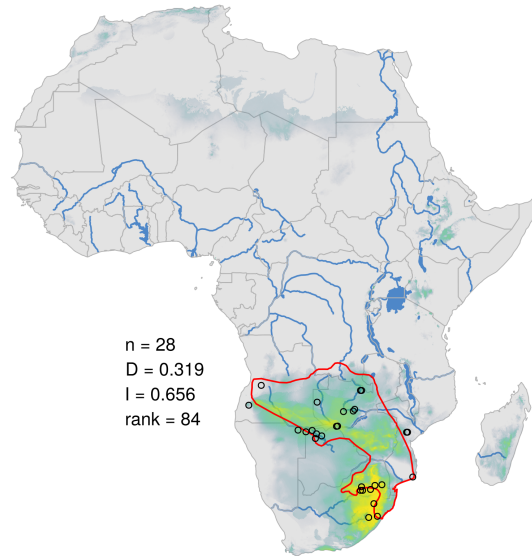 n = 28
D = 0.319
I = 0.656
rank = 84